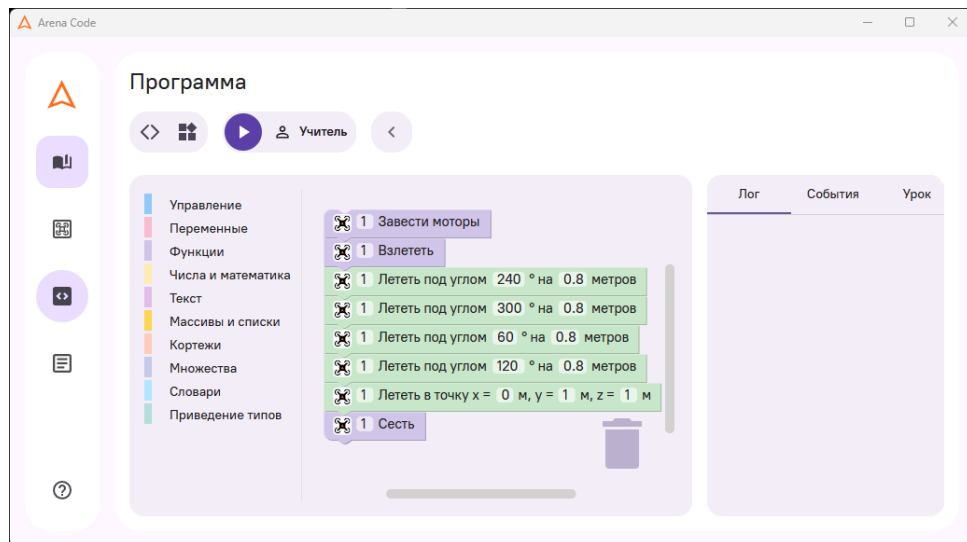 Arena Code
Программа
Учитель
Управление
Переменные
Функции
Числа и математика
Текст
Массивы и списки
Кортежи
Множества
Словари
Приведение типов
1 Завести моторы
1 Взлететь
1 Лететь под углом 240 ° на 0.8 метров
1 Лететь под углом 300 ° на 0.8 метров
1 Лететь под углом 60 ° на 0.8 метров
1 Лететь под углом 120 ° на 0.8 метров
1 Лететь в точку x = 0 м, y = 1 м, z = 1 м
1 Сесть
Лог События Урок